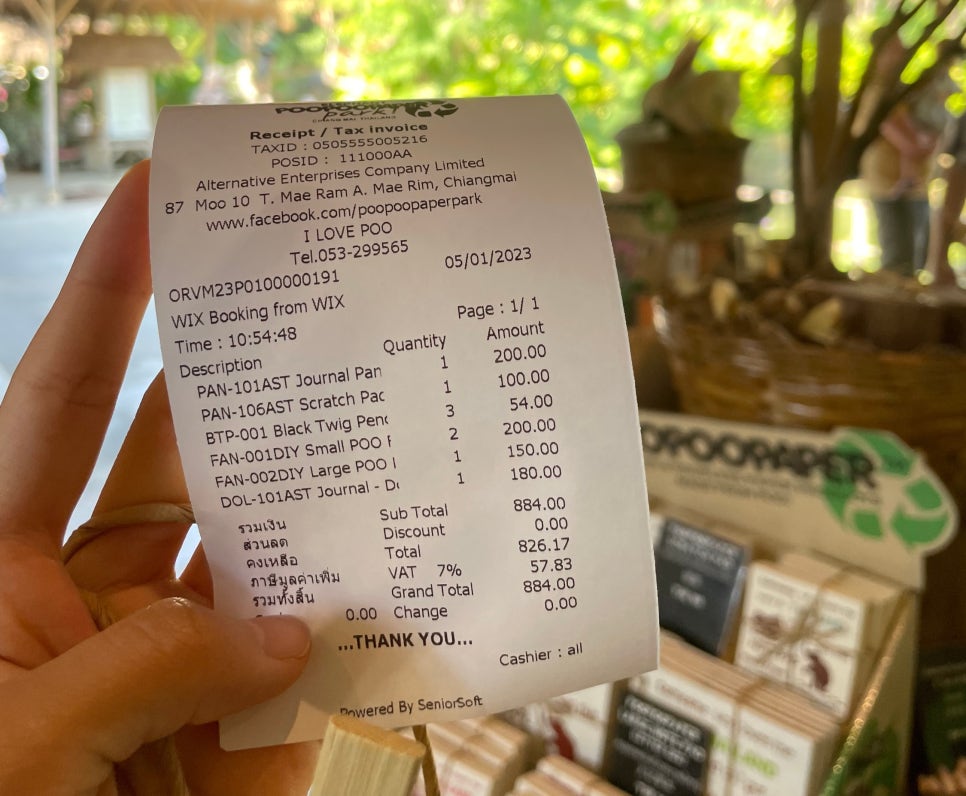 POOPOOPAPER
park!
CHIANG MAI THAILAND
Receipt / Tax invoice
TAXID : 0505555005216
POSID : 111000AA
Alternative Enterprises Company Limited
87 Moo 10 T. Mae Ram A. Mae Rim, Chiangmai
www.facebook.com/poopoopaperpark
I LOVE POO
Tel.053-299565
ORVM23P0100000191 05/01/2023
WIX Booking from WIX
Time : 10:54:48 Page : 1/ 1
Description Quantity Amount
PAN-101AST Journal Pan 1 200.00
PAN-106AST Scratch Pac 1 100.00
BTP-001 Black Twig Penc 3 54.00
FAN-001DIY Small POO F 2 200.00
FAN-002DIY Large POO 1 150.00
DOL-101AST Journal - D 1 180.00
รวมเงิน Sub Total 884.00
ส่วนลด Discount 0.00
คงเหลือ Total 826.17
ภาษีมูลค่าเพิ่ม VAT 7% 57.83
รวมทั้งสิ้น Grand Total 884.00
0.00 Change 0.00
...THANK YOU...
Cashier : all
Powered By SeniorSoft
OPOOPAPER